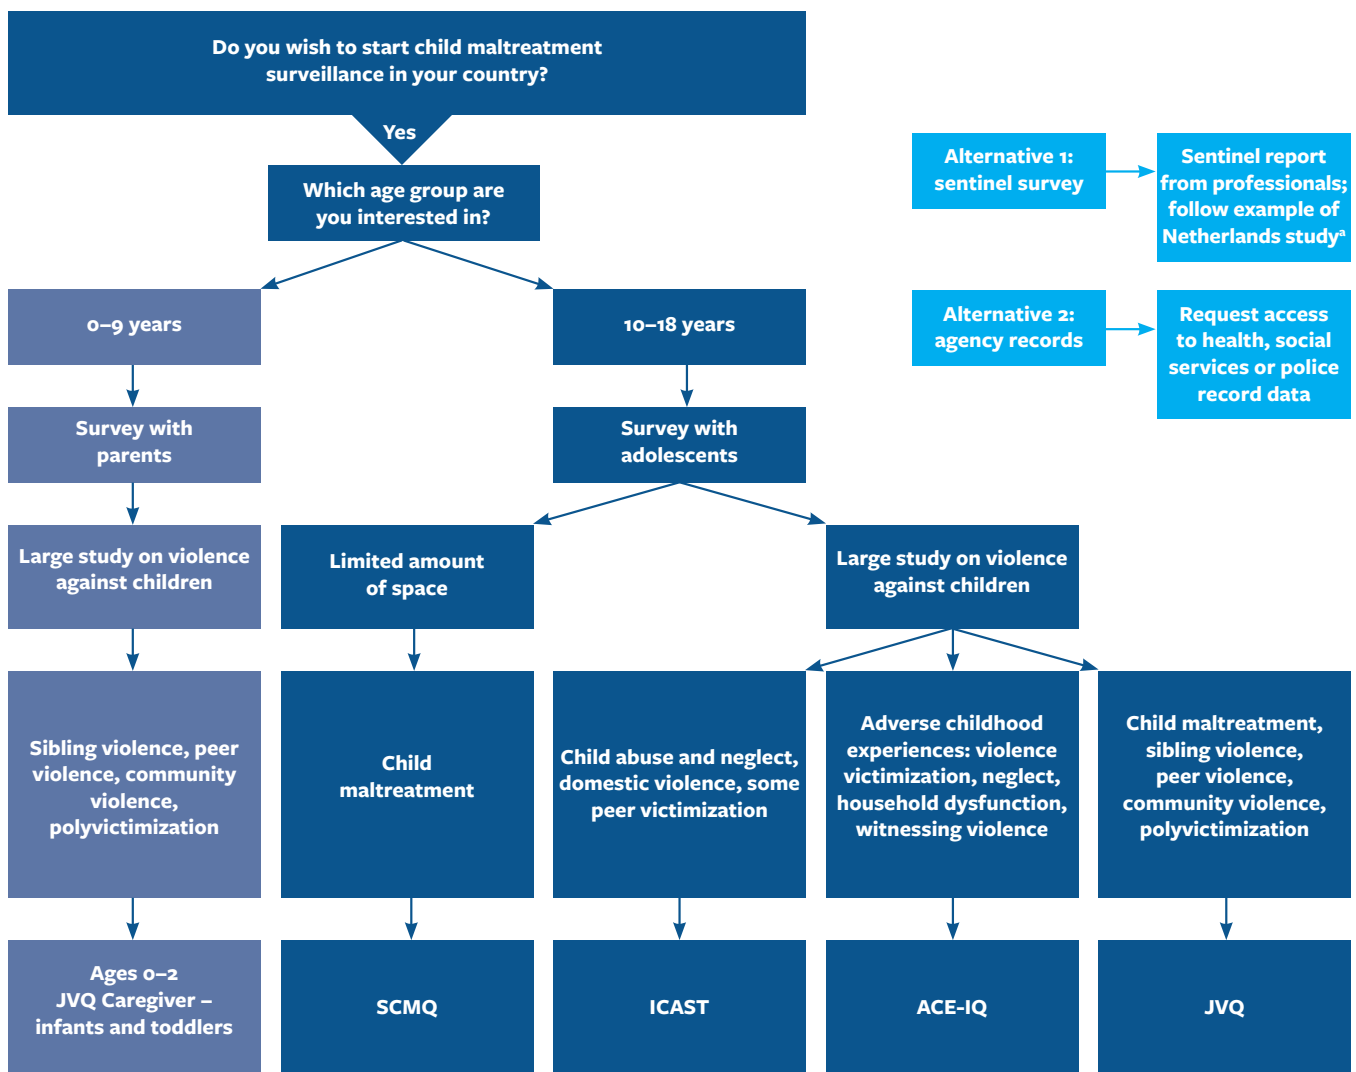 Do you wish to start child maltreatment
surveillance in your country?
Yes
Which age group are
you interested in?
Alternative 1:
sentinel survey
Sentinel report
from professionals;
follow example of
Netherlands studyᵃ
Alternative 2:
agency records
Request access
to health, social
services or police
record data
0–9 years
10–18 years
Survey with
parents
Survey with
adolescents
Large study on violence
against children
Limited amount
of space
Large study on violence
against children
Sibling violence, peer
violence, community
violence,
polyvictimization
Child
maltreatment
Child abuse and neglect,
domestic violence, some
peer victimization
Adverse childhood
experiences: violence
victimization, neglect,
household dysfunction,
witnessing violence
Child maltreatment,
sibling violence,
peer violence,
community violence,
polyvictimization
Ages 0–2
JVQ Caregiver –
infants and toddlers
SCMQ
ICAST
ACE-IQ
JVQ